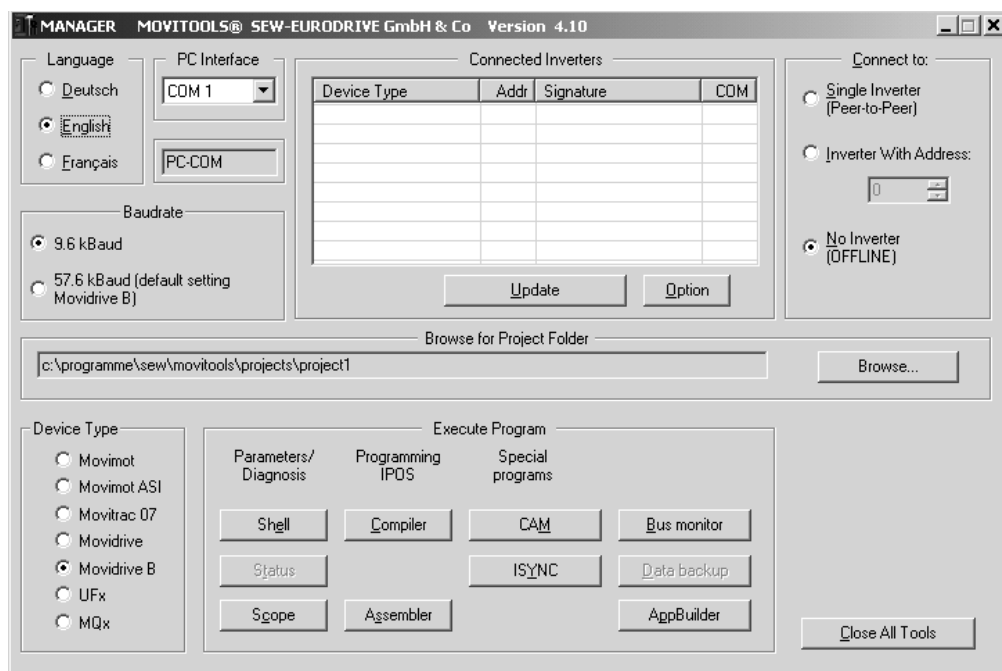 MANAGER MOVITOOLS® SEW-EURODRIVE GmbH & Co Version 4.10
Language
Deutsch
English
Français
PC Interface
COM 1
PC-COM
Baudrate
9.6 kBaud
57.6 kBaud (default setting
Movidrive B)
Connected Inverters
Device Type Addr Signature COM
Update Option
Connect to:
Single Inverter
(Peer-to-Peer)
Inverter With Address:
0
No Inverter
(OFFLINE)
Browse for Project Folder
c:\programme\sew\movitools\projects\project1
Browse...
Device Type
Movimot
Movimot ASI
Movitrac 07
Movidrive
Movidrive B
UFx
MQx
Execute Program
Parameters/
Diagnosis
Programming
IPOS
Special
programs
Shell Compiler CAM Bus monitor
Status ISYNC Data backup
Scope Assembler AppBuilder
Close All Tools